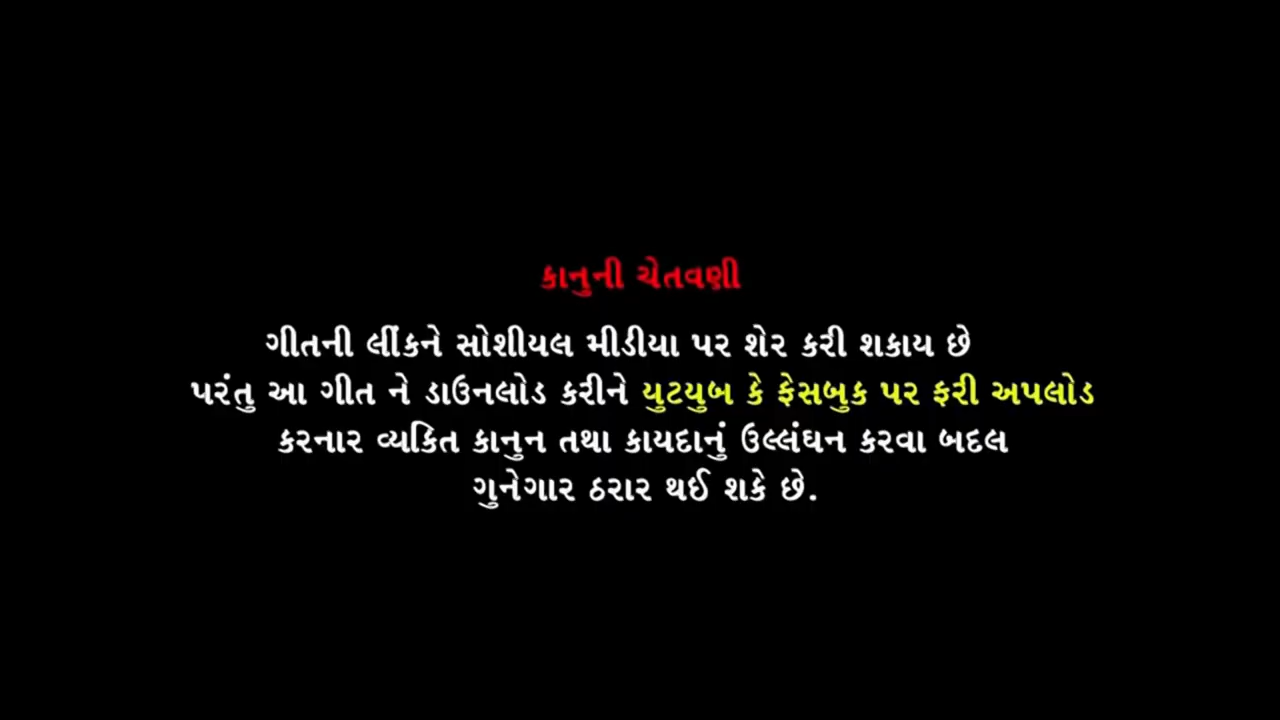 કાનુની ચેતવણી
ગીતની લીંકને સોશીયલ મીડીયા પર શેર કરી શકાય છે
પરંતુ આ ગીત ને ડાઉનલોડ કરીને યુટયુબ કે ફેસબુક પર ફરી અપલોડ
કરનાર વ્યકિત કાનુન તથા કાયદાનું ઉલ્લંઘન કરવા બદલ
ગુનેગાર ઠરાર થઈ શકે છે.